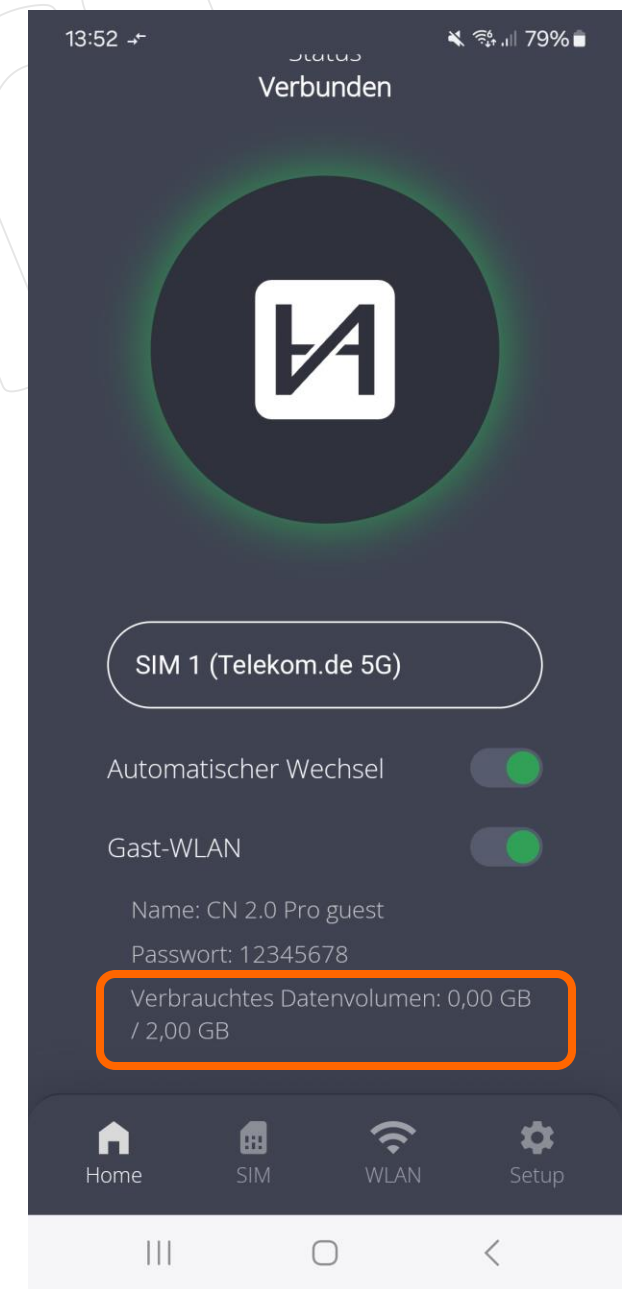 13:52
79%
Status
Verbunden
SIM 1 (Telekom.de 5G)
Automatischer Wechsel
Gast-WLAN
Name: CN 2.0 Pro guest
Passwort: 12345678
Verbrauchtes Datenvolumen: 0,00 GB
/ 2,00 GB
Home
SIM
WLAN
Setup